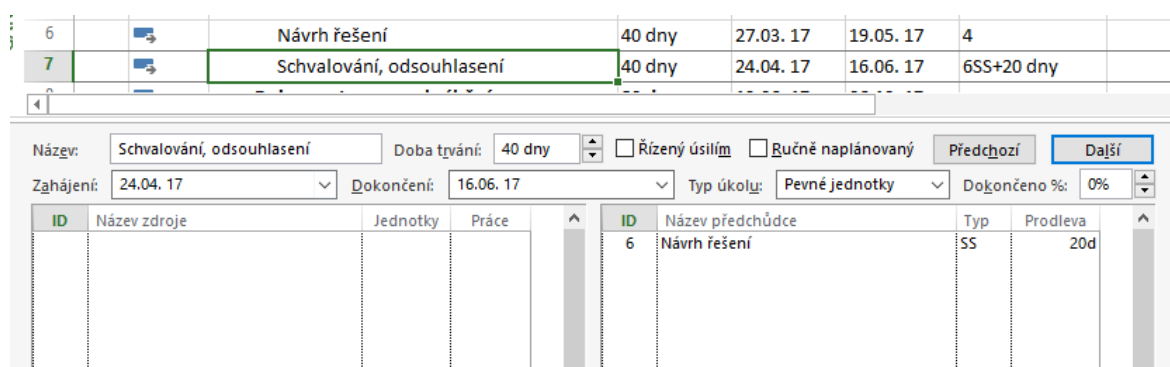 6 Návrh řešení 40 dny 27.03. 17 19.05. 17 4
7 Schvalování, odsouhlasení 40 dny 24.04. 17 16.06. 17 6SS+20 dny
Název: Schvalování, odsouhlasení Doba trvání: 40 dny Řízený úsilím Ručně naplánovaný Předchozí Další
Zahájení: 24.04. 17 Dokončení: 16.06. 17 Typ úkolu: Pevné jednotky Dokončeno %: 0%
ID Název zdroje Jednotky Práce ID Název předchůdce Typ Prodleva
6 Návrh řešení SS 20d